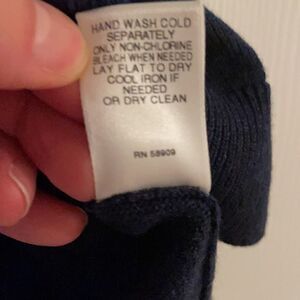 HAND WASH COLD
SEPARATELY
ONLY NON-CHLORINE
BLEACH WHEN NEEDED
LAY FLAT TO DRY
COOL IRON IF
NEEDED
OR DRY CLEAN
RN 58909